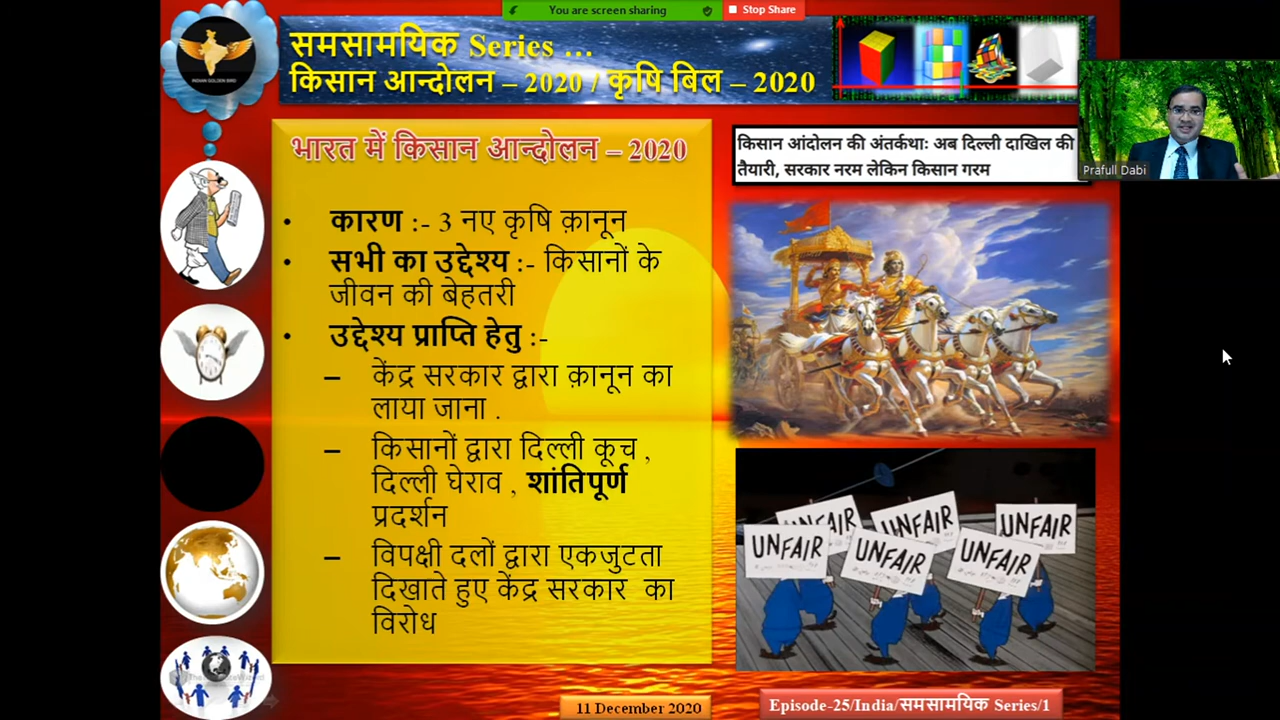 You are screen sharing
Stop Share
समसामयिक Series ...
किसान आन्दोलन – 2020 / कृषि बिल – 2020
INDIAN GOLDEN BIRD
भारत में किसान आन्दोलन – 2020
• कारण :- 3 नए कृषि क़ानून
• सभी का उद्देश्य :- किसानों के
जीवन की बेहतरी
• उद्देश्य प्राप्ति हेतु :-
– केंद्र सरकार द्वारा क़ानून का
लाया जाना .
– किसानों द्वारा दिल्ली कूच ,
दिल्ली घेराव , शांतिपूर्ण
प्रदर्शन
– विपक्षी दलों द्वारा एकजुटता
दिखाते हुए केंद्र सरकार का
विरोध
किसान आंदोलन की अंतर्कथाः अब दिल्ली दाखिल की
तैयारी, सरकार नरम लेकिन किसान गरम
Prafull Dabi
UNFAIR
UNFAIR
UNFAIR
UNFAIR
UNFAIR
UNFAIR
11 December 2020
Episode-25/India/समसामयिक Series/1